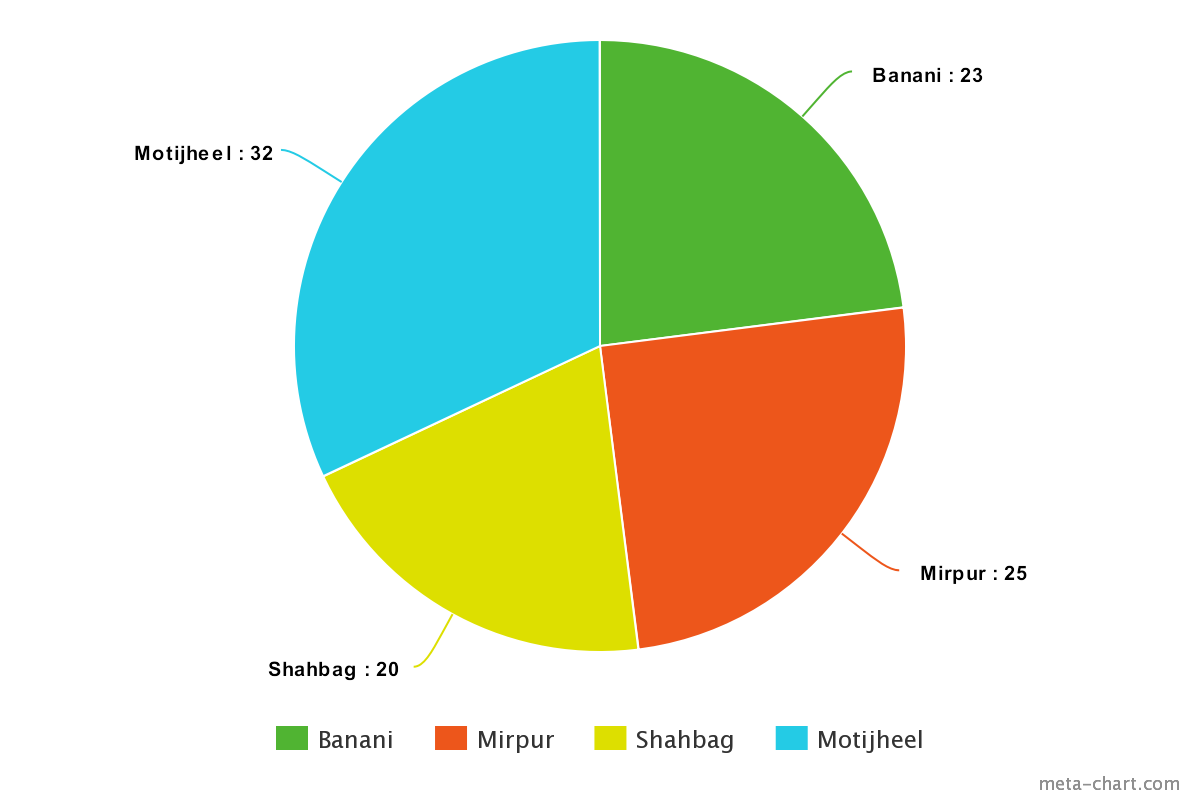 Banani : 23
Motijheel : 32
Mirpur : 25
Shahbag : 20
Banani Mirpur Shahbag Motijheel
meta-chart.com